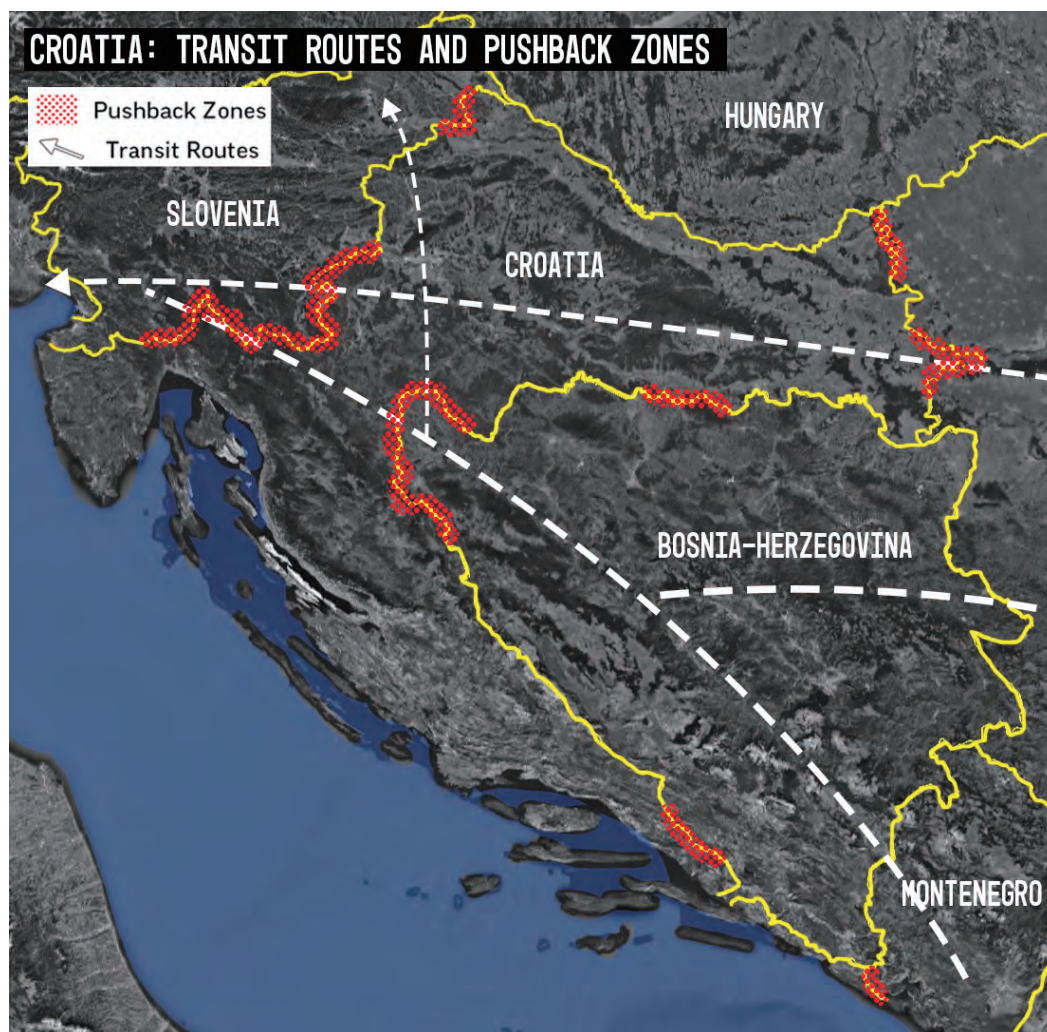 CROATIA: TRANSIT ROUTES AND PUSHBACK ZONES
Pushback Zones
Transit Routes
HUNGARY
SLOVENIA
CROATIA
BOSNIA-HERZEGOVINA
MONTENEGRO